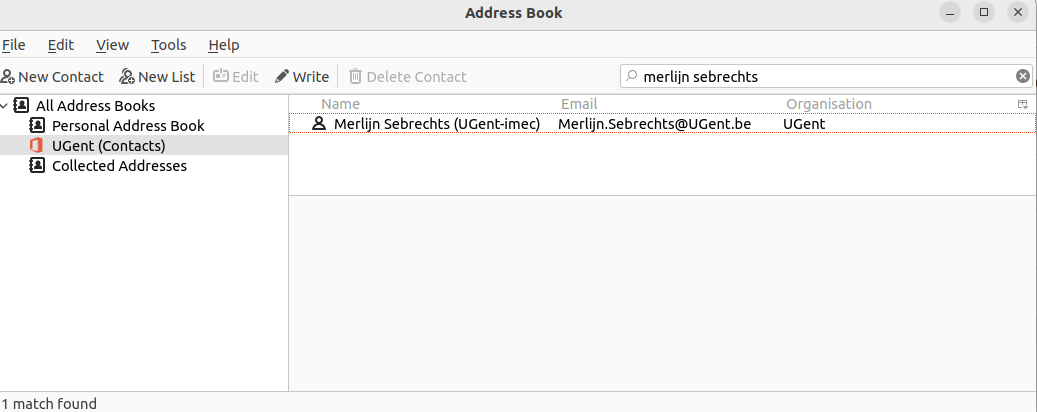 Address Book
File Edit View Tools Help
New Contact New List Edit Write Delete Contact merlijn sebrechts
All Address Books
Personal Address Book
UGent (Contacts)
Collected Addresses
Name Email Organisation
Merlijn Sebrechts (UGent-imec) Merlijn.Sebrechts@UGent.be UGent
1 match found